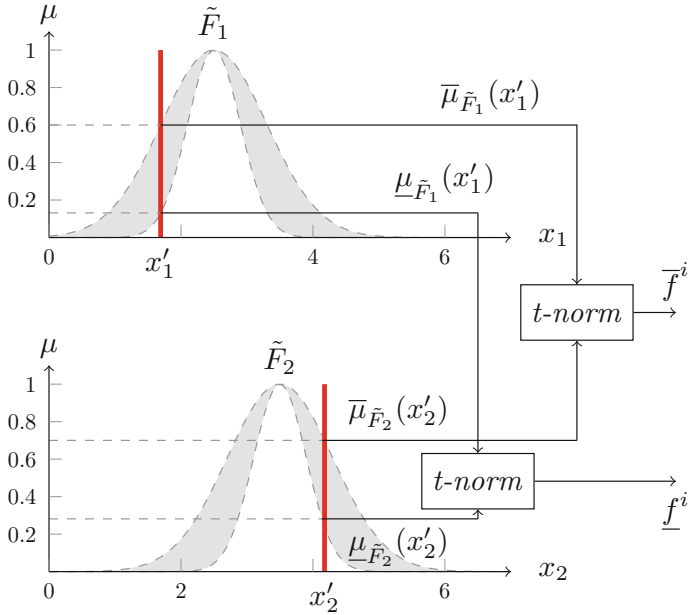 μ
F̃₁
1
0.8
0.6
0.4
0.2
μ̅_F̃₁(x′₁)
μ̲_F̃₁(x′₁)
0 2 4 6
x′₁
x₁
t-norm
f̅ⁱ
μ
F̃₂
1
0.8
0.6
0.4
0.2
μ̅_F̃₂(x′₂)
μ̲_F̃₂(x′₂)
t-norm
f̲ⁱ
0 2 4 6
x′₂
x₂